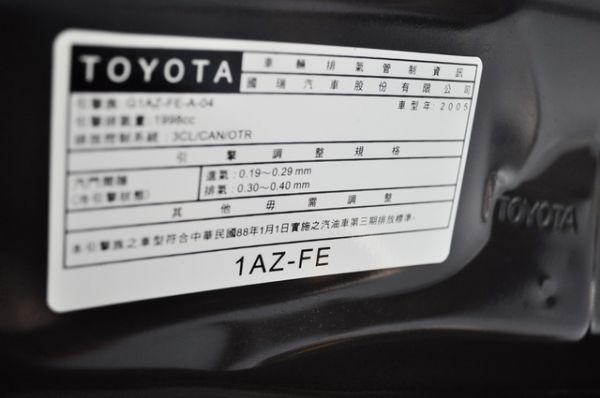 TOYOTA
車輛排氣管制資訊
國瑞汽車股份有限公司
引擎族：G1AZ-FE-A-04
車型年：2005
引擎排氣量：1998cc
排放控制系統：3CL/CAN/OTR
引擎調整規格
汽門間隙
(冷引擎狀態)
進氣：0.19～0.29 mm
排氣：0.30～0.40 mm
其他毋需調整
本引擎族之車型符合中華民國88年1月1日實施之汽油車第三期排放標準。
1AZ-FE
TOYOTA